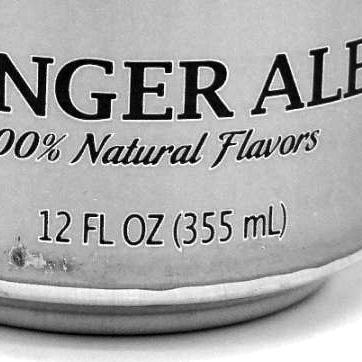 NGER ALE
00% Natural Flavors
12 FL OZ (355 mL)